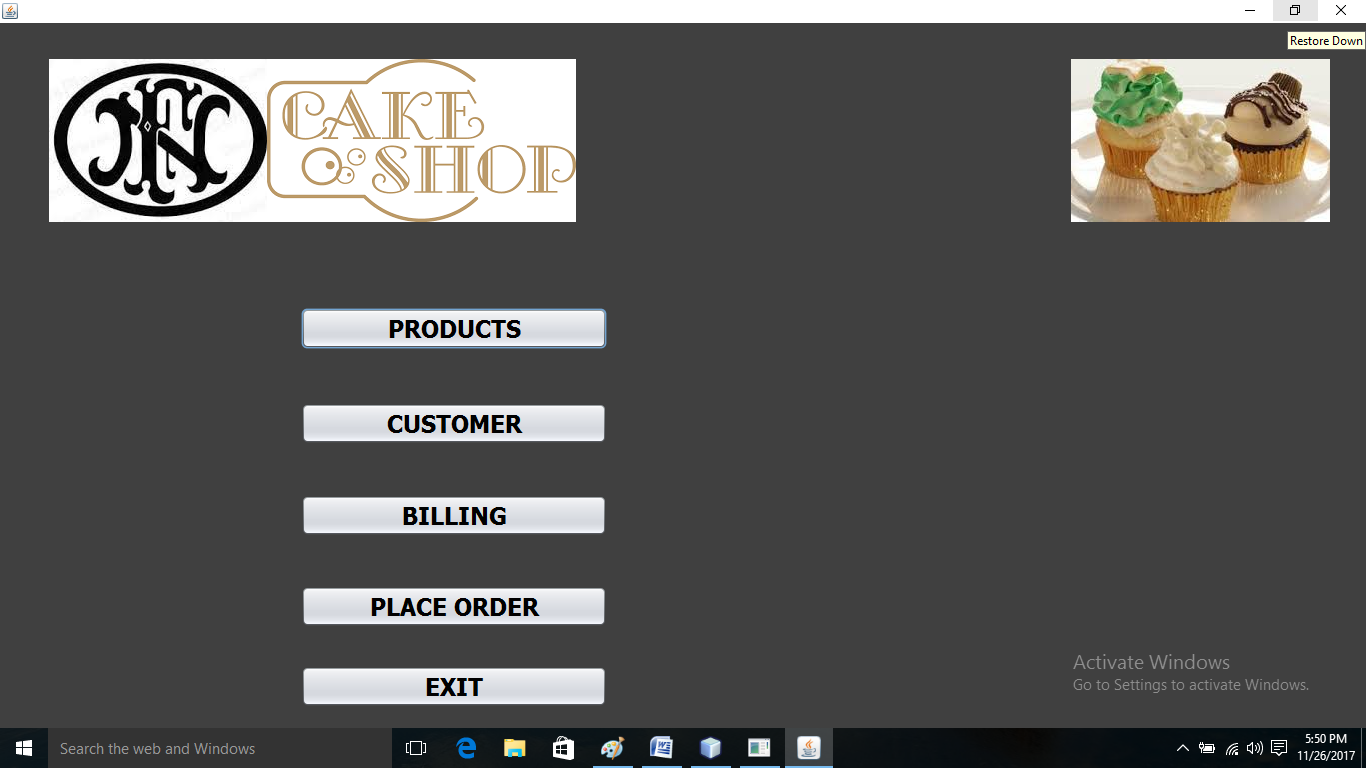 Restore Down
FN
CAKE
SHOP
PRODUCTS
CUSTOMER
BILLING
PLACE ORDER
EXIT
Activate Windows
Go to Settings to activate Windows.
Search the web and Windows
5:50 PM
11/26/2017